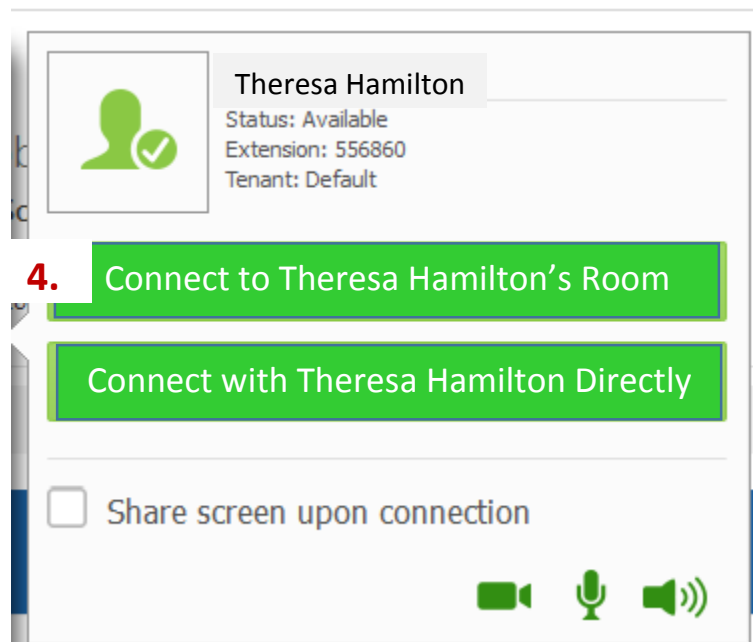 Theresa Hamilton
Status: Available
Extension: 556860
Tenant: Default
4. Connect to Theresa Hamilton’s Room
Connect with Theresa Hamilton Directly
Share screen upon connection